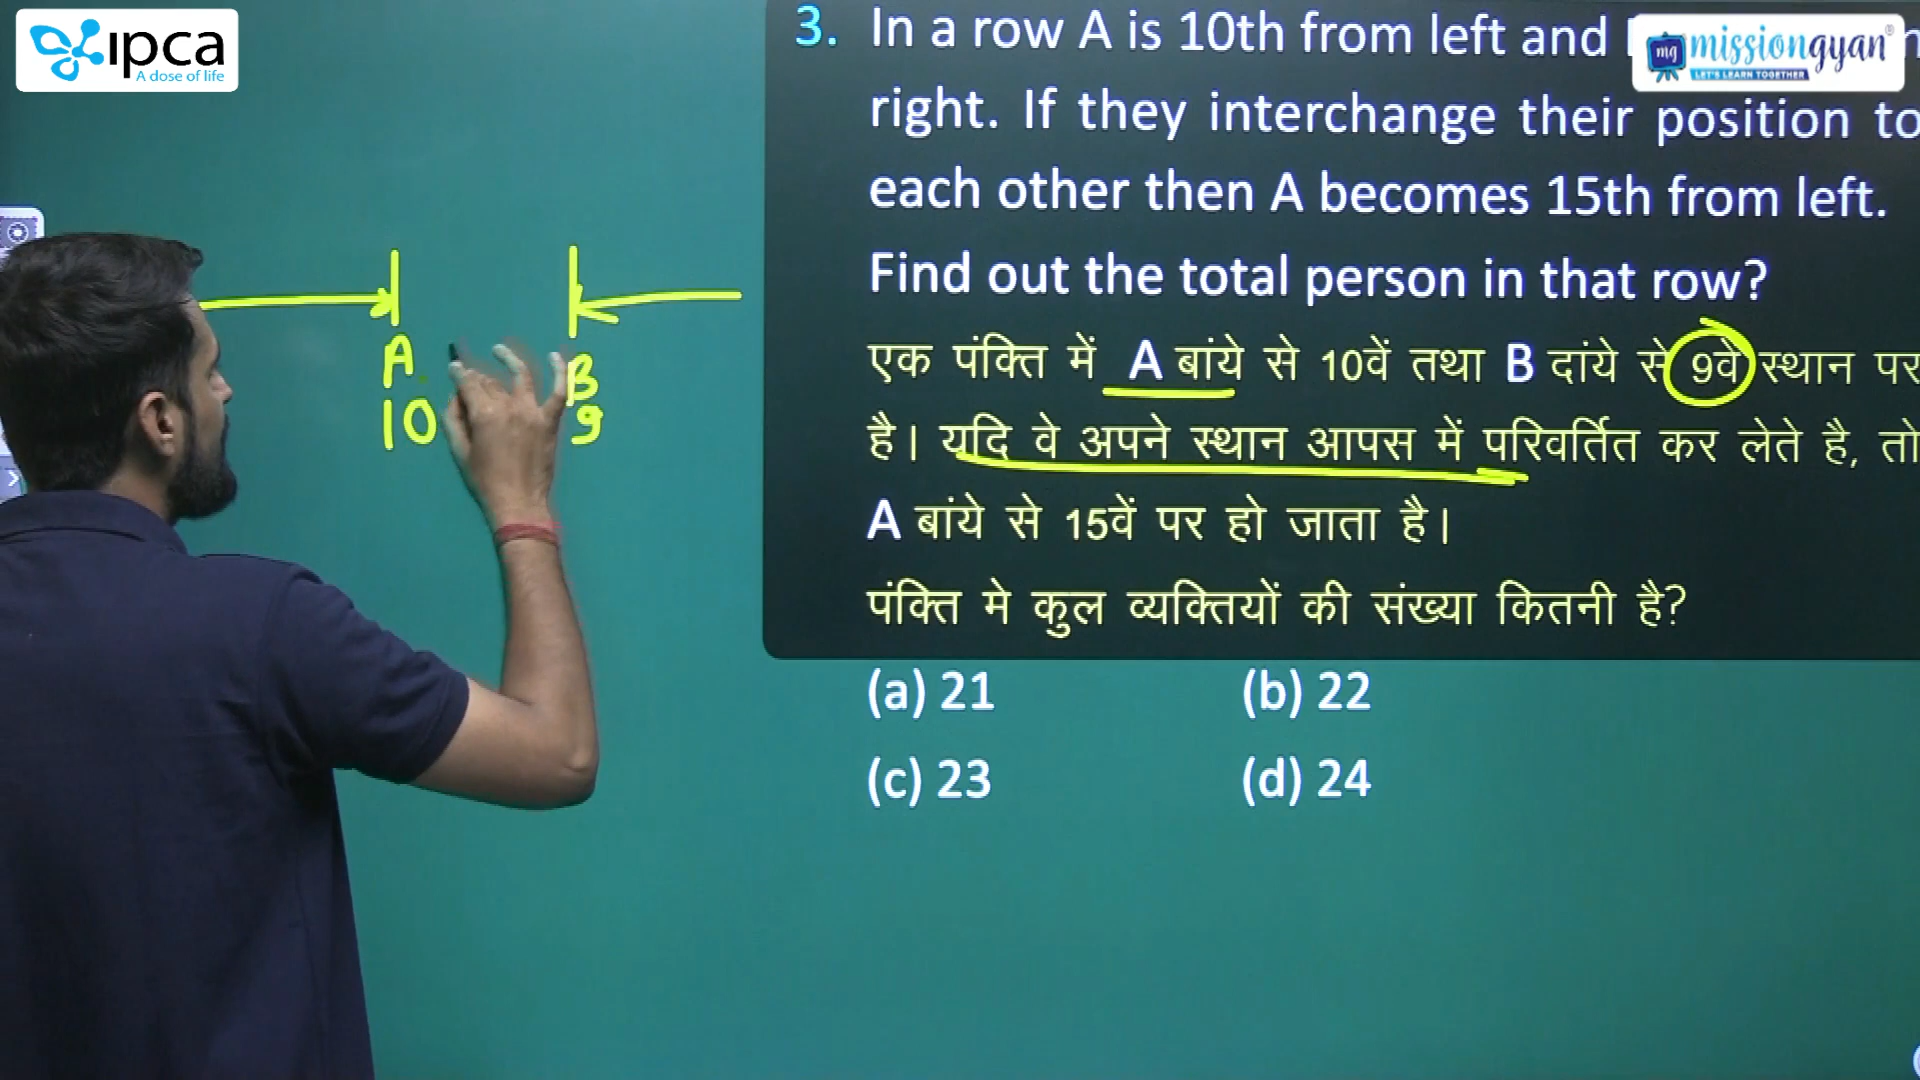 ipca
A dose of life
3. In a row A is 10th from left and
mg missiongyan
LET'S LEARN TOGETHER
right. If they interchange their position to
each other then A becomes 15th from left.
Find out the total person in that row?
एक पंक्ति में A बांये से 10वें तथा B दांये से 9वें स्थान पर
है। यदि वे अपने स्थान आपस में परिवर्तित कर लेते है, तो
A बांये से 15वें पर हो जाता है।
पंक्ति मे कुल व्यक्तियों की संख्या कितनी है?
(a) 21 (b) 22
(c) 23 (d) 24
A B
10 9